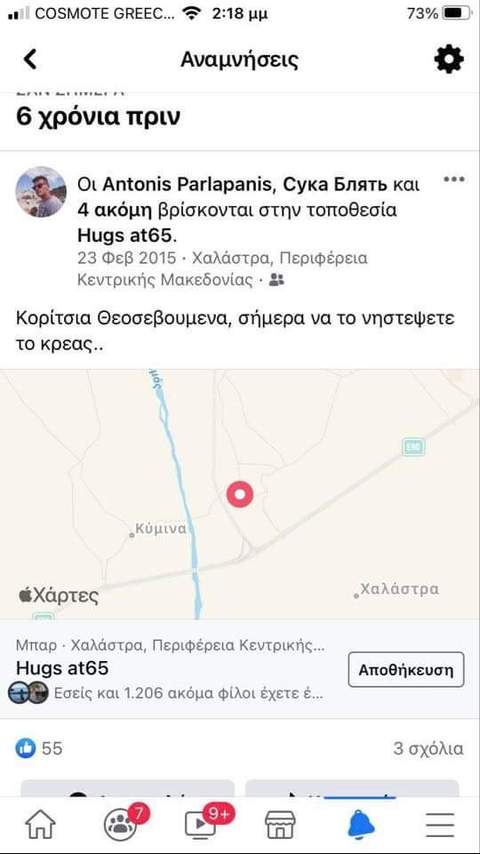 COSMOTE GREEC... 2:18 μμ 73%
Αναμνήσεις
ΣΑΝ ΣΗΜΕΡΑ
6 χρόνια πριν
Οι Antonis Parlapanis, Сука Блять και
4 ακόμη βρίσκονται στην τοποθεσία
Hugs at65.
23 Φεβ 2015 · Χαλάστρα, Περιφέρεια
Κεντρικής Μακεδονίας ·
Κορίτσια Θεοσεβουμενα, σήμερα να το νηστεψετε
το κρεας..
E90
Κύμινα
Χαλάστρα
Χάρτες
Μπαρ · Χαλάστρα, Περιφέρεια Κεντρικής...
Hugs at65
Αποθήκευση
Εσείς και 1.206 ακόμα φίλοι έχετε έ...
55
3 σχόλια
7
9+